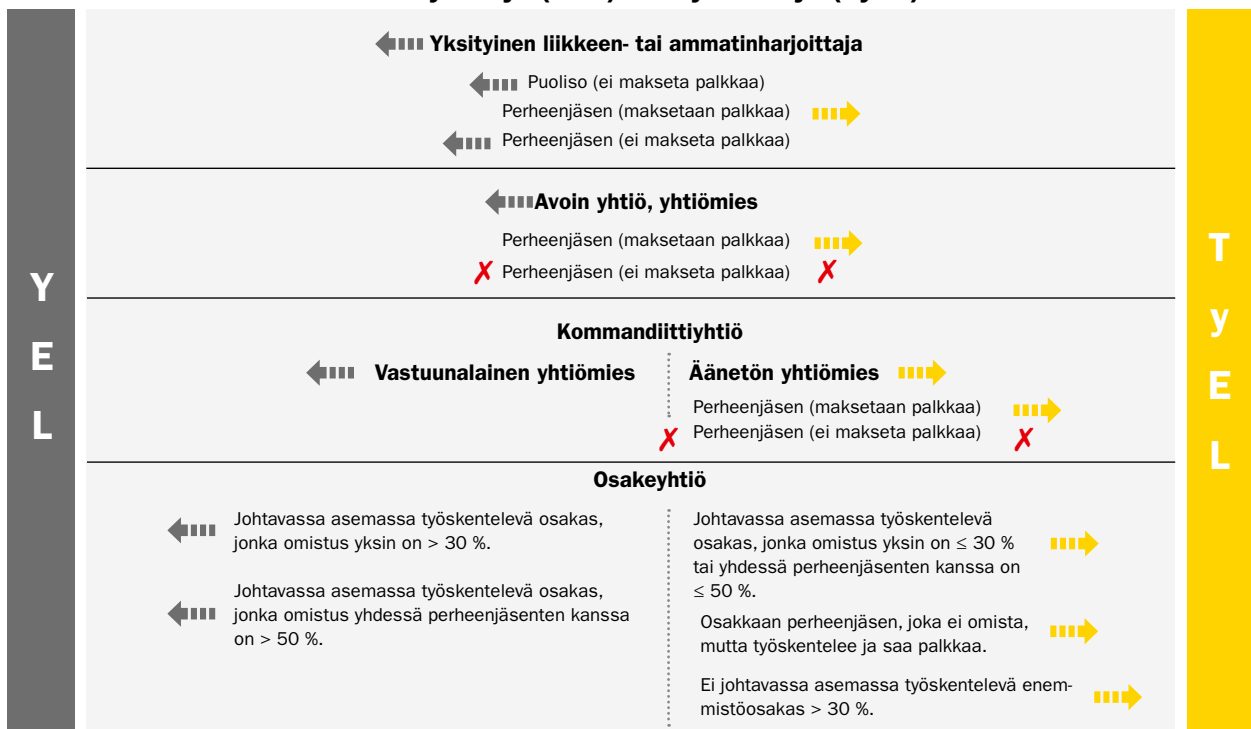 Yksityinen liikkeen- tai ammatinharjoittaja
Puoliso (ei makseta palkkaa)
Perheenjäsen (maksetaan palkkaa)
Perheenjäsen (ei makseta palkkaa)
Avoin yhtiö, yhtiömies
Perheenjäsen (maksetaan palkkaa)
✗ Perheenjäsen (ei makseta palkkaa) ✗
Kommandiittiyhtiö
Vastuunalainen yhtiömies
Äänetön yhtiömies
Perheenjäsen (maksetaan palkkaa)
✗ Perheenjäsen (ei makseta palkkaa) ✗
Osakeyhtiö
Johtavassa asemassa työskentelevä osakas,
jonka omistus yksin on > 30 %.
Johtavassa asemassa työskentelevä osakas,
jonka omistus yhdessä perheenjäsenten kanssa
on > 50 %.
Johtavassa asemassa työskentelevä
osakas, jonka omistus yksin on ≤ 30 %
tai yhdessä perheenjäsenten kanssa on
≤ 50 %.
Osakkaan perheenjäsen, joka ei omista,
mutta työskentelee ja saa palkkaa.
Ei johtavassa asemassa työskentelevä enem-
mistöosakas > 30 %.
Y
E
L
T
y
E
L